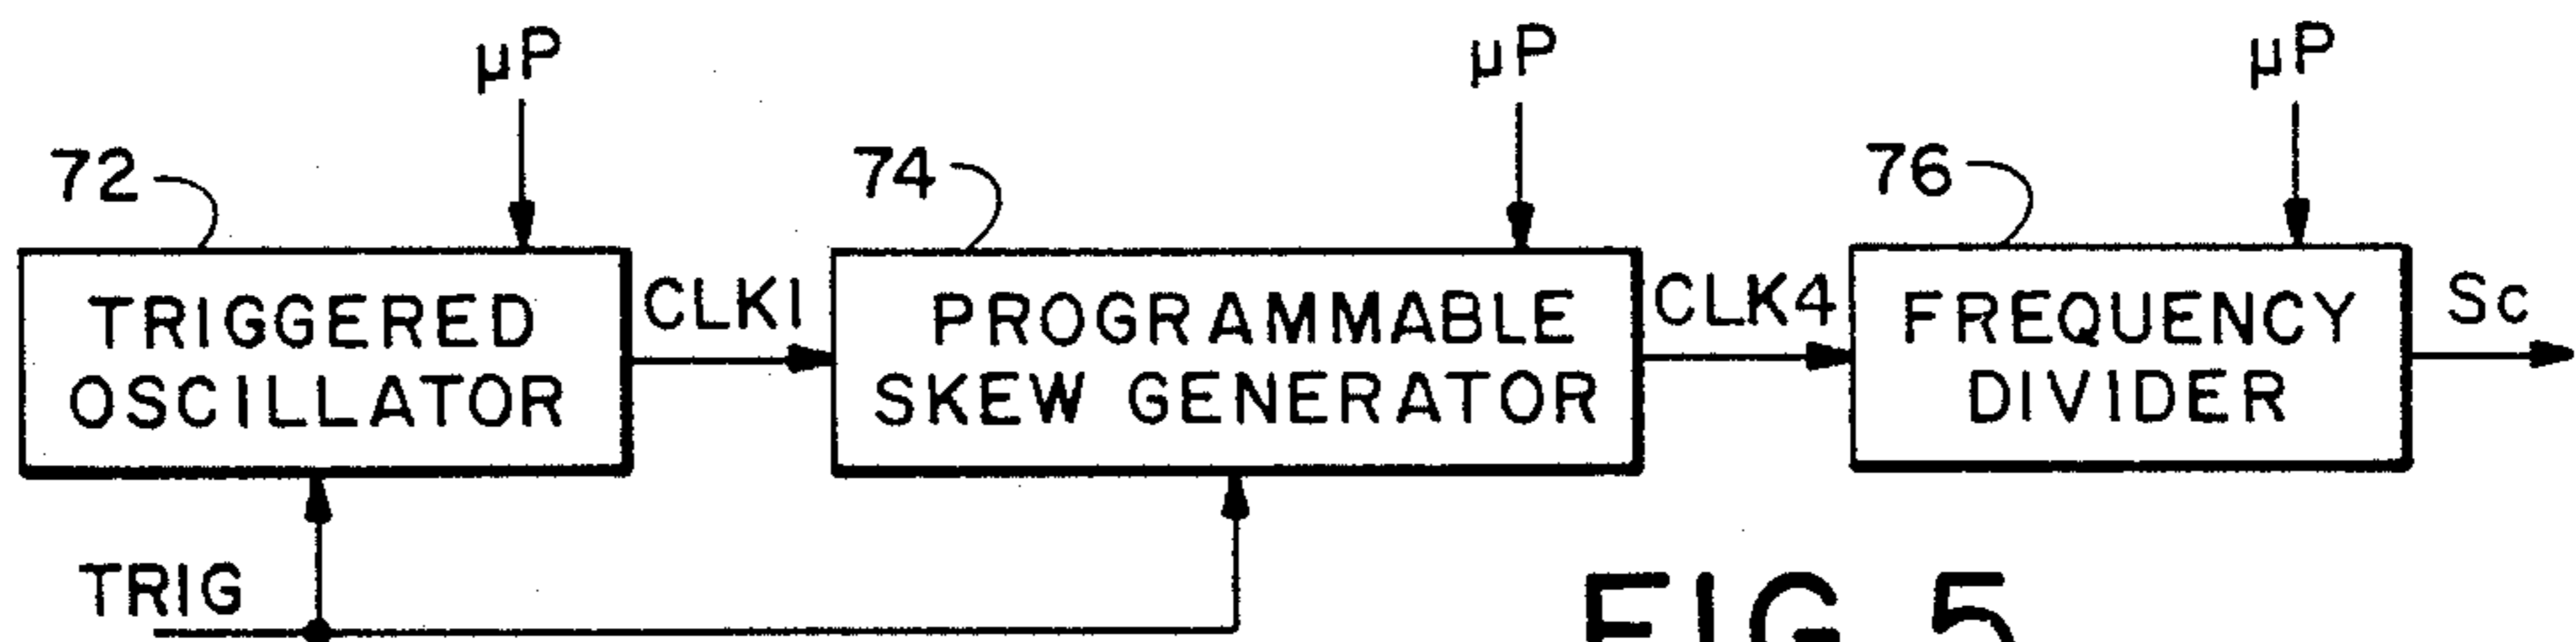 µP
µP
µP
72
74
76
TRIGGERED
OSCILLATOR
CLK1
PROGRAMMABLE
SKEW GENERATOR
CLK4
FREQUENCY
DIVIDER
Sc
TRIG
FIG. 5